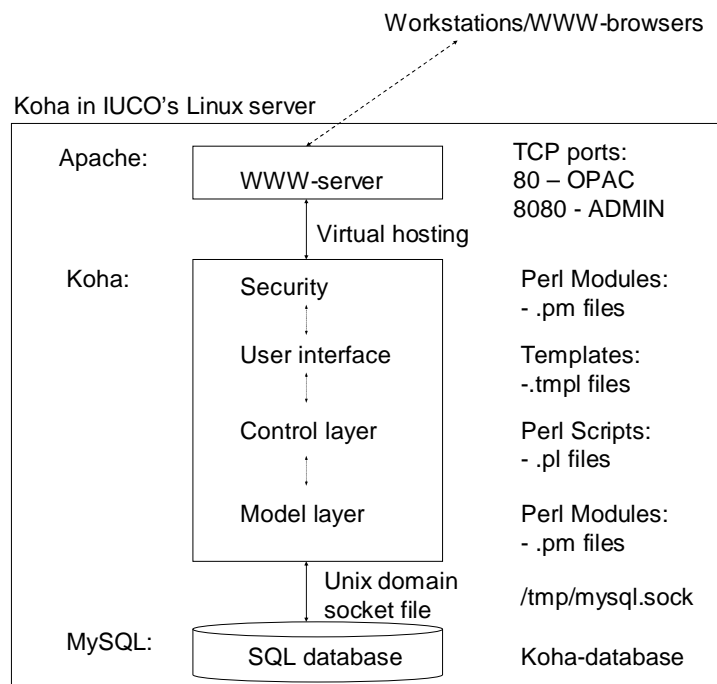 Workstations/WWW-browsers
Koha in IUCO's Linux server
Apache:
WWW-server
TCP ports:
80 – OPAC
8080 - ADMIN
Virtual hosting
Koha:
Security
Perl Modules:
- .pm files
User interface
Templates:
-.tmpl files
Control layer
Perl Scripts:
- .pl files
Model layer
Perl Modules:
- .pm files
Unix domain
socket file
/tmp/mysql.sock
MySQL:
SQL database
Koha-database